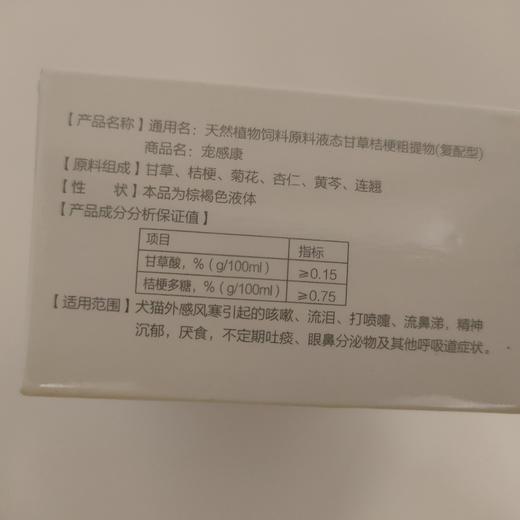 【产品名称】通用名：天然植物饲料原料液态甘草桔梗粗提物(复配型)
商品名：宠感康
【原料组成】甘草、桔梗、菊花、杏仁、黄芩、连翘
【性　　状】本品为棕褐色液体
【产品成分分析保证值】
项目 指标
甘草酸，%（g/100ml） ≥0.15
桔梗多糖，%（g/100ml） ≥0.75
【适用范围】犬猫外感风寒引起的咳嗽、流泪、打喷嚏、流鼻涕，精神
沉郁，厌食，不定期吐痰、眼鼻分泌物及其他呼吸道症状。